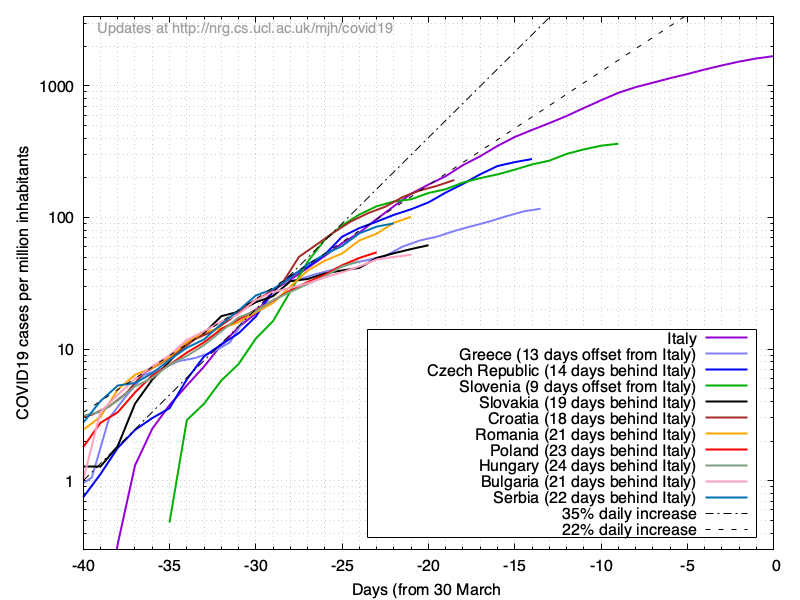 Updates at http://nrg.cs.ucl.ac.uk/mjh/covid19
COVID19 cases per million inhabitants
1000
100
10
1
Italy
Greece (13 days offset from Italy)
Czech Republic (14 days behind Italy)
Slovenia (9 days offset from Italy)
Slovakia (19 days behind Italy)
Croatia (18 days behind Italy)
Romania (21 days behind Italy)
Poland (23 days behind Italy)
Hungary (24 days behind Italy)
Bulgaria (21 days behind Italy)
Serbia (22 days behind Italy)
35% daily increase
22% daily increase
-40 -35 -30 -25 -20 -15 -10 -5 0
Days (from 30 March